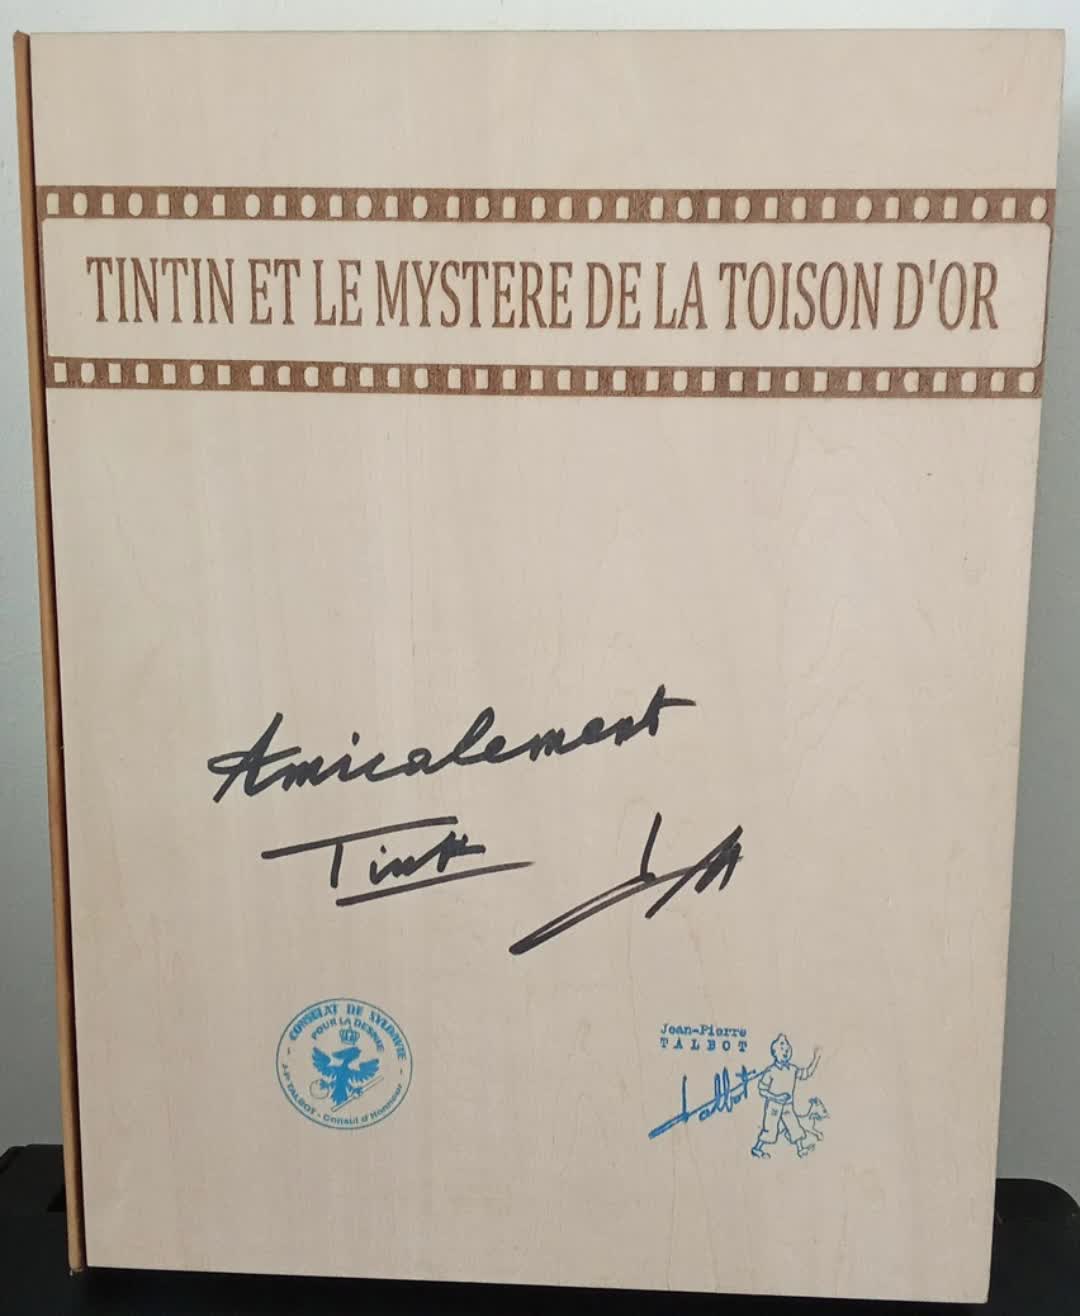 TINTIN ET LE MYSTERE DE LA TOISON D'OR
Amicalement
Tintin
CONSULAT DE SYLDAVIE
POUR LA DESSINÉE
J-P TALBOT - Consul d'Honneur
Jean-Pierre
TALBOT
Talbot